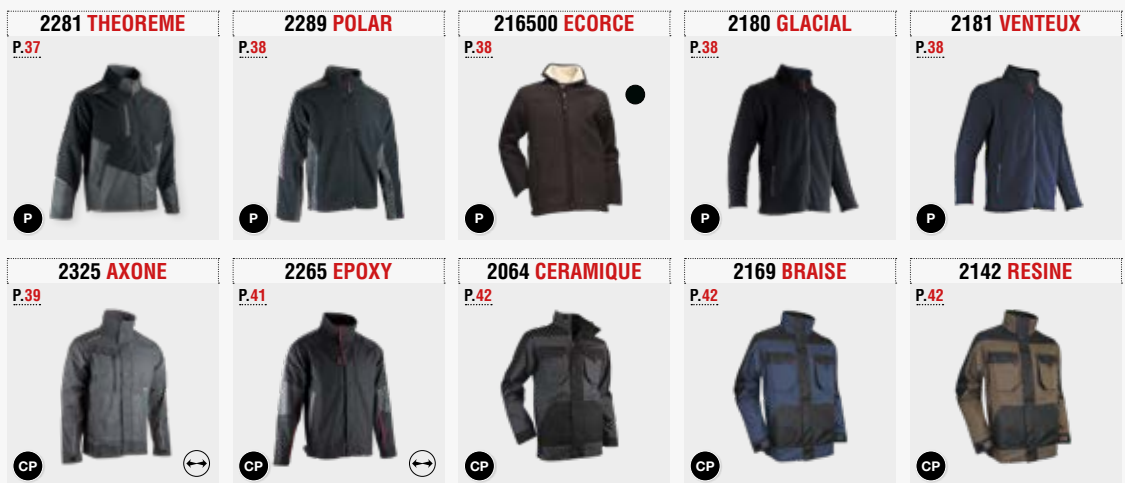 2281 THEOREME
P.37
P
2289 POLAR
P.38
P
216500 ECORCE
P.38
P
2180 GLACIAL
P.38
P
2181 VENTEUX
P.38
P
2325 AXONE
P.39
CP
2265 EPOXY
P.41
CP
2064 CERAMIQUE
P.42
CP
2169 BRAISE
P.42
CP
2142 RESINE
P.42
CP